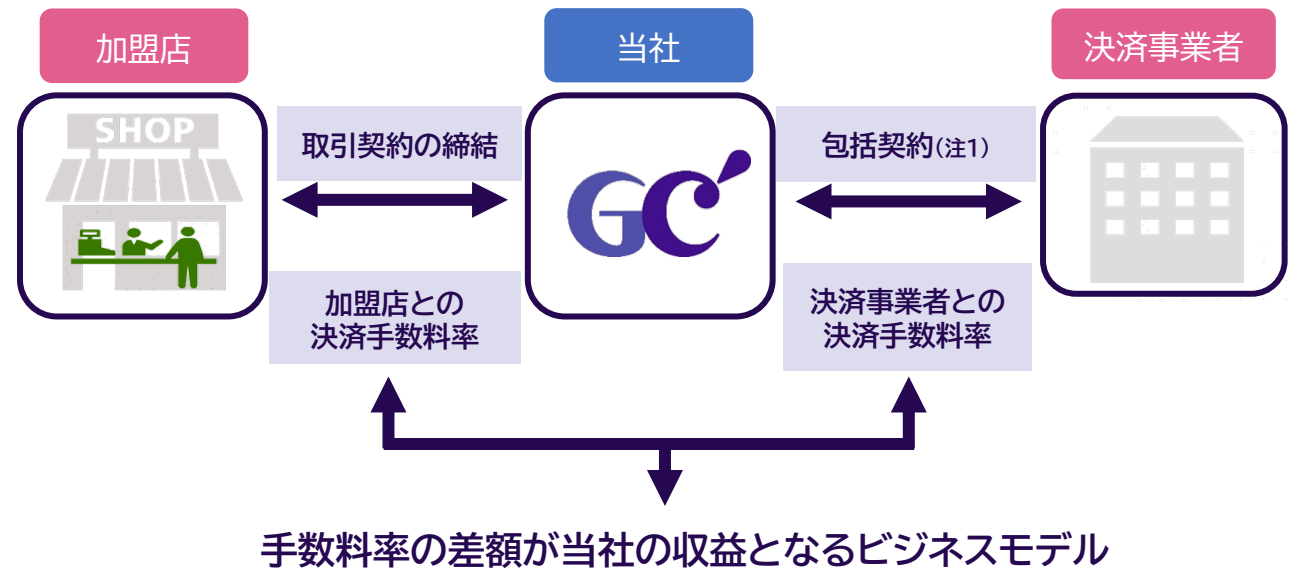 加盟店
当社
決済事業者
SHOP
取引契約の締結
GC'
包括契約(注1)
加盟店との
決済手数料率
決済事業者との
決済手数料率
手数料率の差額が当社の収益となるビジネスモデル